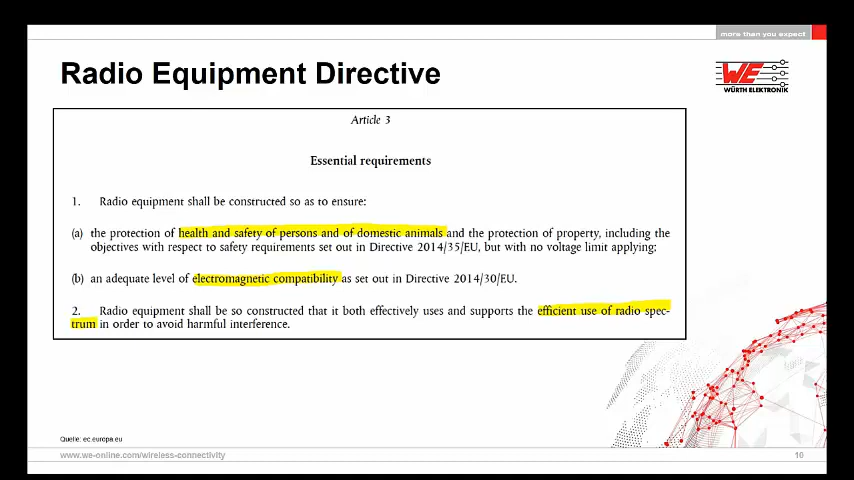 more than you expect
Radio Equipment Directive
WE
WÜRTH ELEKTRONIK
Article 3
Essential requirements
1. Radio equipment shall be constructed so as to ensure:
(a) the protection of health and safety of persons and of domestic animals and the protection of property, including the
objectives with respect to safety requirements set out in Directive 2014/35/EU, but with no voltage limit applying;
(b) an adequate level of electromagnetic compatibility as set out in Directive 2014/30/EU.
2. Radio equipment shall be so constructed that it both effectively uses and supports the efficient use of radio spec-
trum in order to avoid harmful interference.
Quelle: ec.europa.eu
www.we-online.com/wireless-connectivity
16